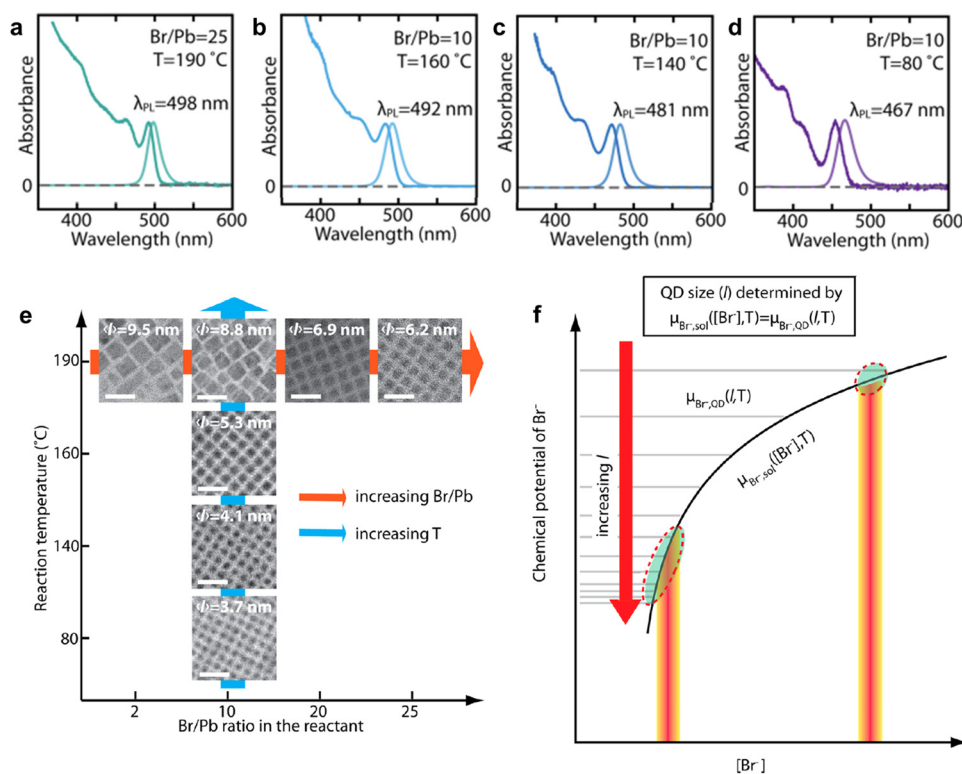 a
Br/Pb=25
T=190 ˚C
λPL=498 nm
Absorbance
0
400
500
600
Wavelength (nm)
b
Br/Pb=10
T=160 ˚C
λPL=492 nm
Absorbance
0
400
500
600
Wavelength (nm)
c
Br/Pb=10
T=140 ˚C
λPL=481 nm
Absorbance
0
400
500
600
Wavelength (nm)
d
Br/Pb=10
T=80 ˚C
λPL=467 nm
Absorbance
0
400
500
600
Wavelength (nm)
e
=9.5 nm
=8.8 nm
=6.9 nm
=6.2 nm
=5.3 nm
=4.1 nm
=3.7 nm
Reaction temperature (˚C)
190
160
140
80
increasing Br/Pb
increasing T
2
10
20
25
Br/Pb ratio in the reactant
f
QD size (l) determined by
μBr-,sol([Br-],T)=μBr-,QD(l,T)
μBr-,QD(l,T)
μBr-,sol([Br-],T)
increasing l
Chemical potential of Br-
[Br-]